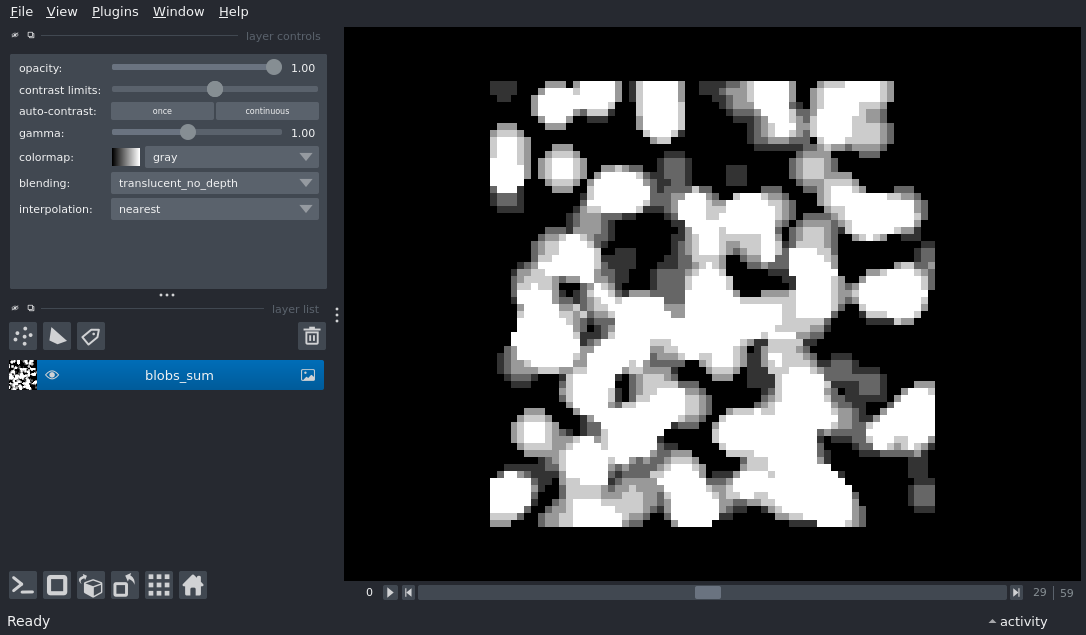 File View Plugins Window Help
layer controls
opacity: 1.00
contrast limits:
auto-contrast: once continuous
gamma: 1.00
colormap: gray
blending: translucent_no_depth
interpolation: nearest
layer list
blobs_sum
0 29 59
Ready activity